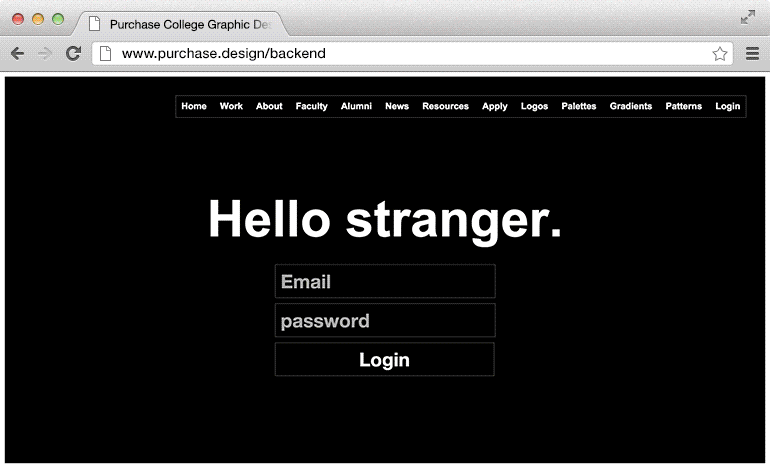 Purchase College Graphic De
www.purchase.design/backend
Home Work About Faculty Alumni News Resources Apply Logos Palettes Gradients Patterns Login
Hello stranger.
Email
password
Login